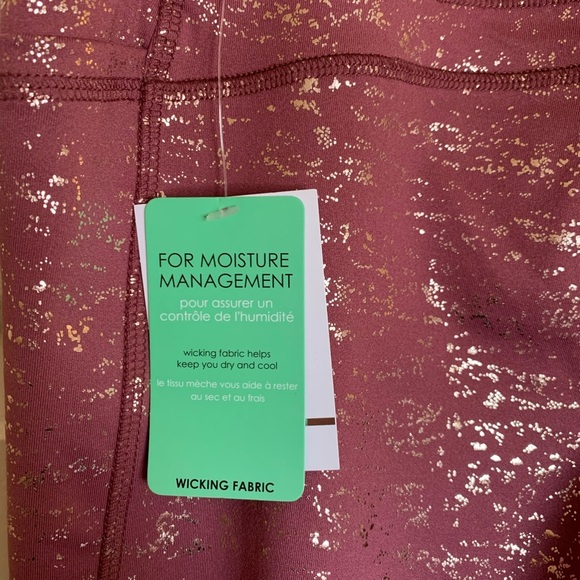 FOR MOISTURE
MANAGEMENT
pour assurer un
contrôle de l'humidité
wicking fabric helps
keep you dry and cool
le tissu mèche vous aide à rester
au sec et au frais
WICKING FABRIC